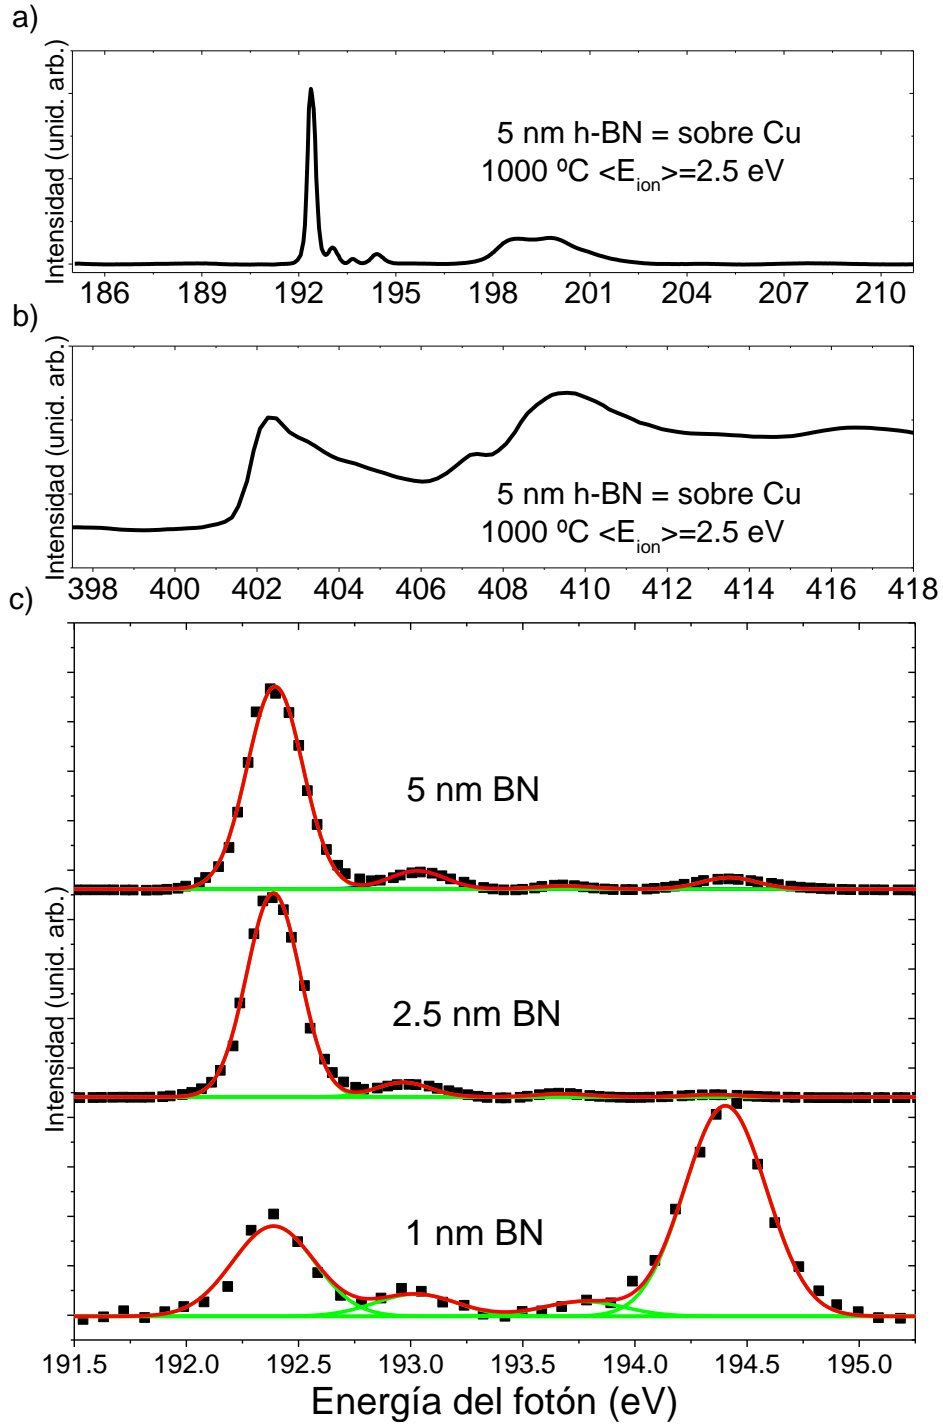 a)
Intensidad (unid. arb.)
5 nm h-BN = sobre Cu
1000 ºC <E_ion>=2.5 eV
186 189 192 195 198 201 204 207 210
b)
Intensidad (unid. arb.)
5 nm h-BN = sobre Cu
1000 ºC <E_ion>=2.5 eV
398 400 402 404 406 408 410 412 414 416 418
c)
5 nm BN
Intensidad (unid. arb.)
2.5 nm BN
1 nm BN
191.5 192.0 192.5 193.0 193.5 194.0 194.5 195.0
Energía del fotón (eV)